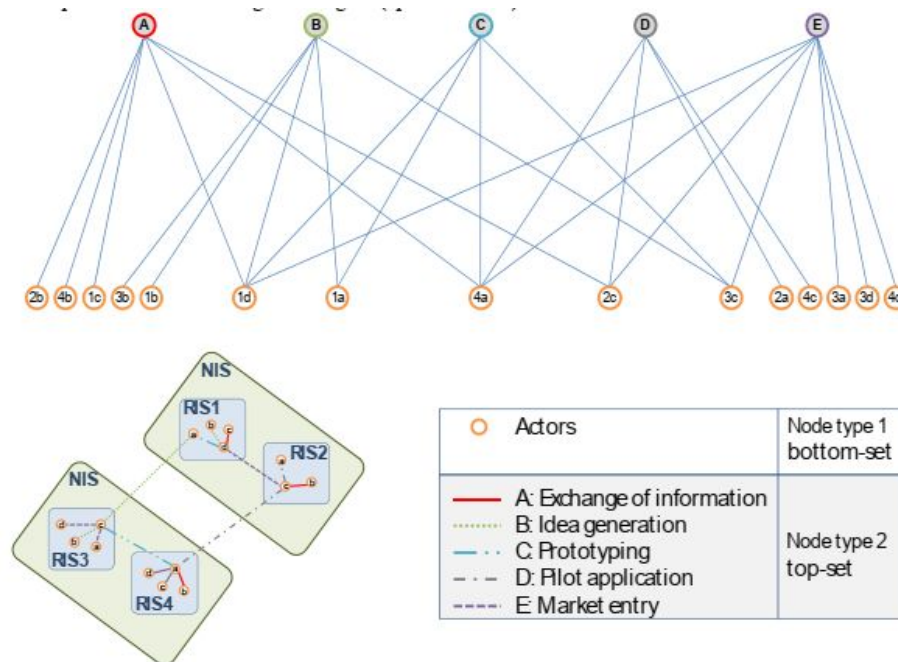 A B C D E
2b 4b 1c 3b 1b 1d 1a 4a 2c 3c 2a 4c 3a 3d
NIS
RIS1
b c
a
RIS2
a
c b
NIS
d c
b a
RIS3
a
d
c b
RIS4
Actors
Node type 1
bottom-set
A: Exchange of information
B: Idea generation
C: Prototyping
D: Pilot application
E: Market entry
Node type 2
top-set